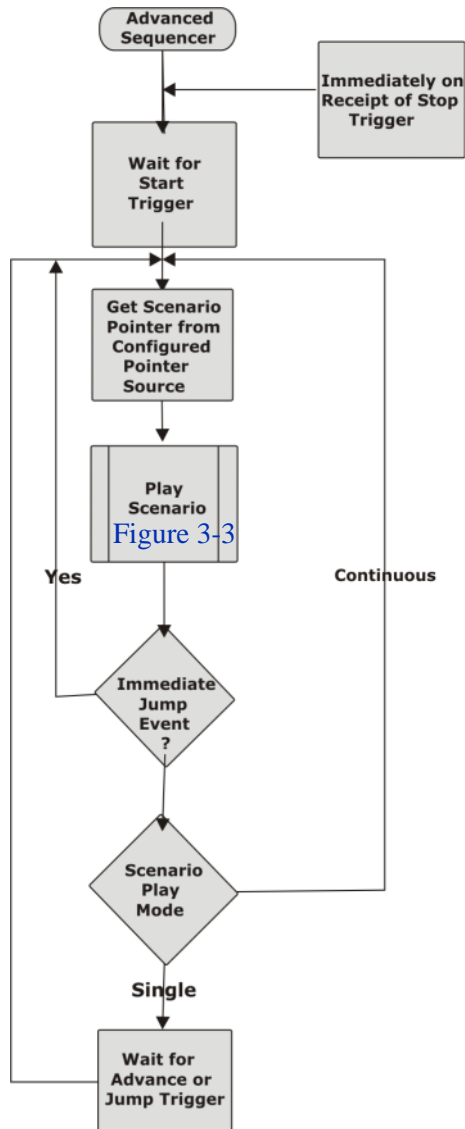 Advanced
Sequencer
Immediately on
Receipt of Stop
Trigger
Wait for
Start
Trigger
Get Scenario
Pointer from
Configured
Pointer
Source
Play
Scenario
Figure 3-3
Yes
Continuous
Immediate
Jump
Event
?
Scenario
Play
Mode
Single
Wait for
Advance or
Jump Trigger